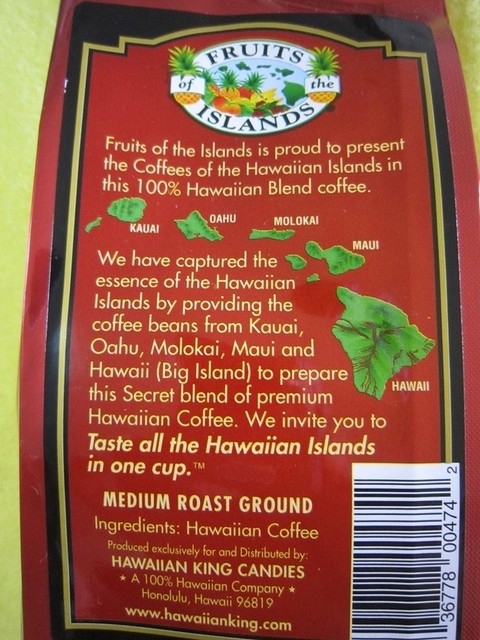 FRUITS
of the
ISLANDS
Fruits of the Islands is proud to present
the Coffees of the Hawaiian Islands in
this 100% Hawaiian Blend coffee.
KAUAI
OAHU
MOLOKAI
MAUI
HAWAII
We have captured the
essence of the Hawaiian
Islands by providing the
coffee beans from Kauai,
Oahu, Molokai, Maui and
Hawaii (Big Island) to prepare
this Secret blend of premium
Hawaiian Coffee. We invite you to
Taste all the Hawaiian Islands
in one cup.™
MEDIUM ROAST GROUND
Ingredients: Hawaiian Coffee
Produced exclusively for and Distributed by:
HAWAIIAN KING CANDIES
★ A 100% Hawaiian Company ★
Honolulu, Hawaii 96819
www.hawaiianking.com
36778 00474 2